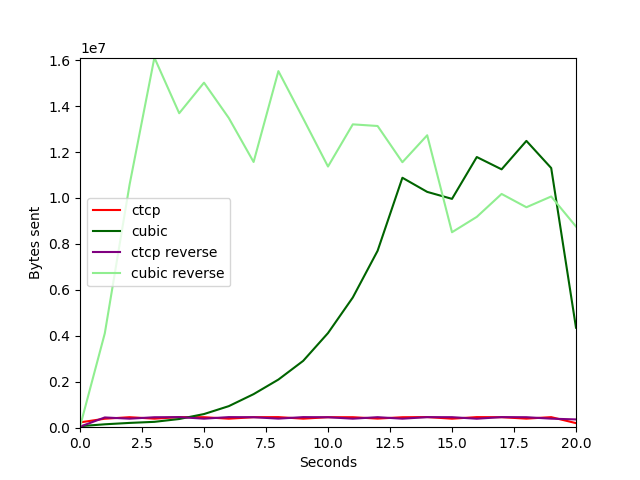 1e7
1.6
1.4
1.2
1.0
0.8
0.6
0.4
0.2
0.0
Bytes sent
ctcp
cubic
ctcp reverse
cubic reverse
0.0 2.5 5.0 7.5 10.0 12.5 15.0 17.5 20.0
Seconds